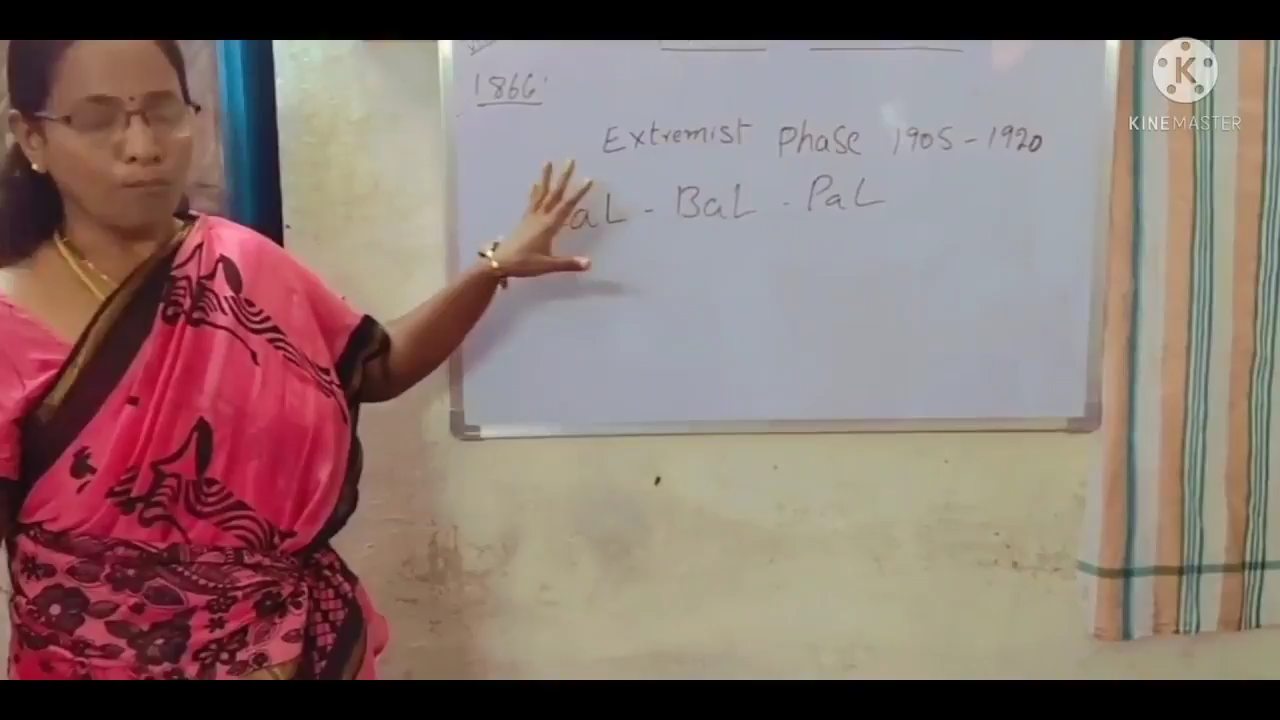 1866
Extremist Phase 1905-1920
aL - BaL - PaL
K
KINEMASTER